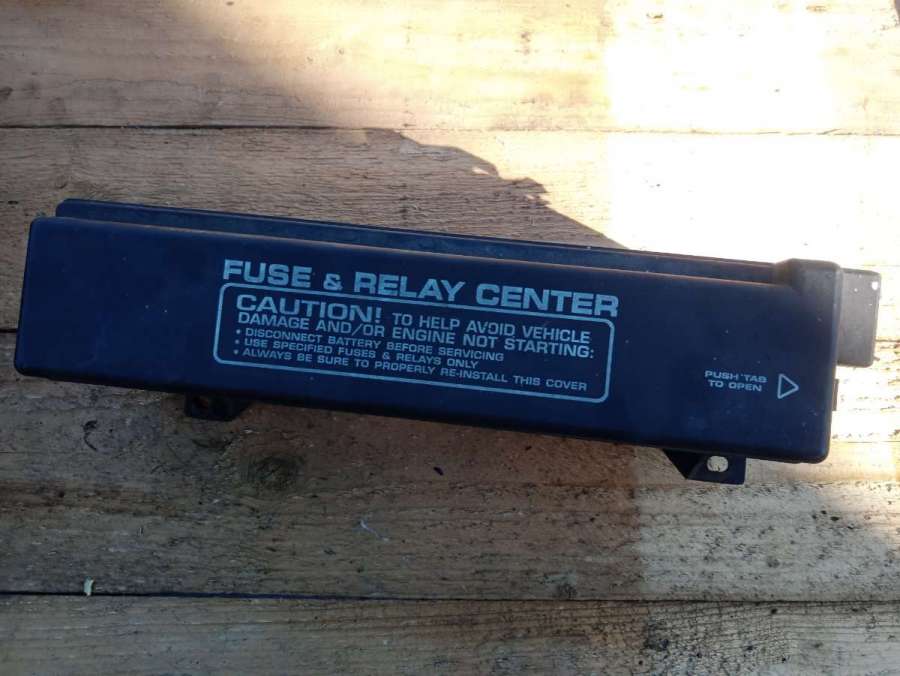 FUSE & RELAY CENTER
CAUTION! TO HELP AVOID VEHICLE
DAMAGE AND/OR ENGINE NOT STARTING:
• DISCONNECT BATTERY BEFORE SERVICING
• USE SPECIFIED FUSES & RELAYS ONLY
• ALWAYS BE SURE TO PROPERLY RE-INSTALL THIS COVER
PUSH TAB
TO OPEN